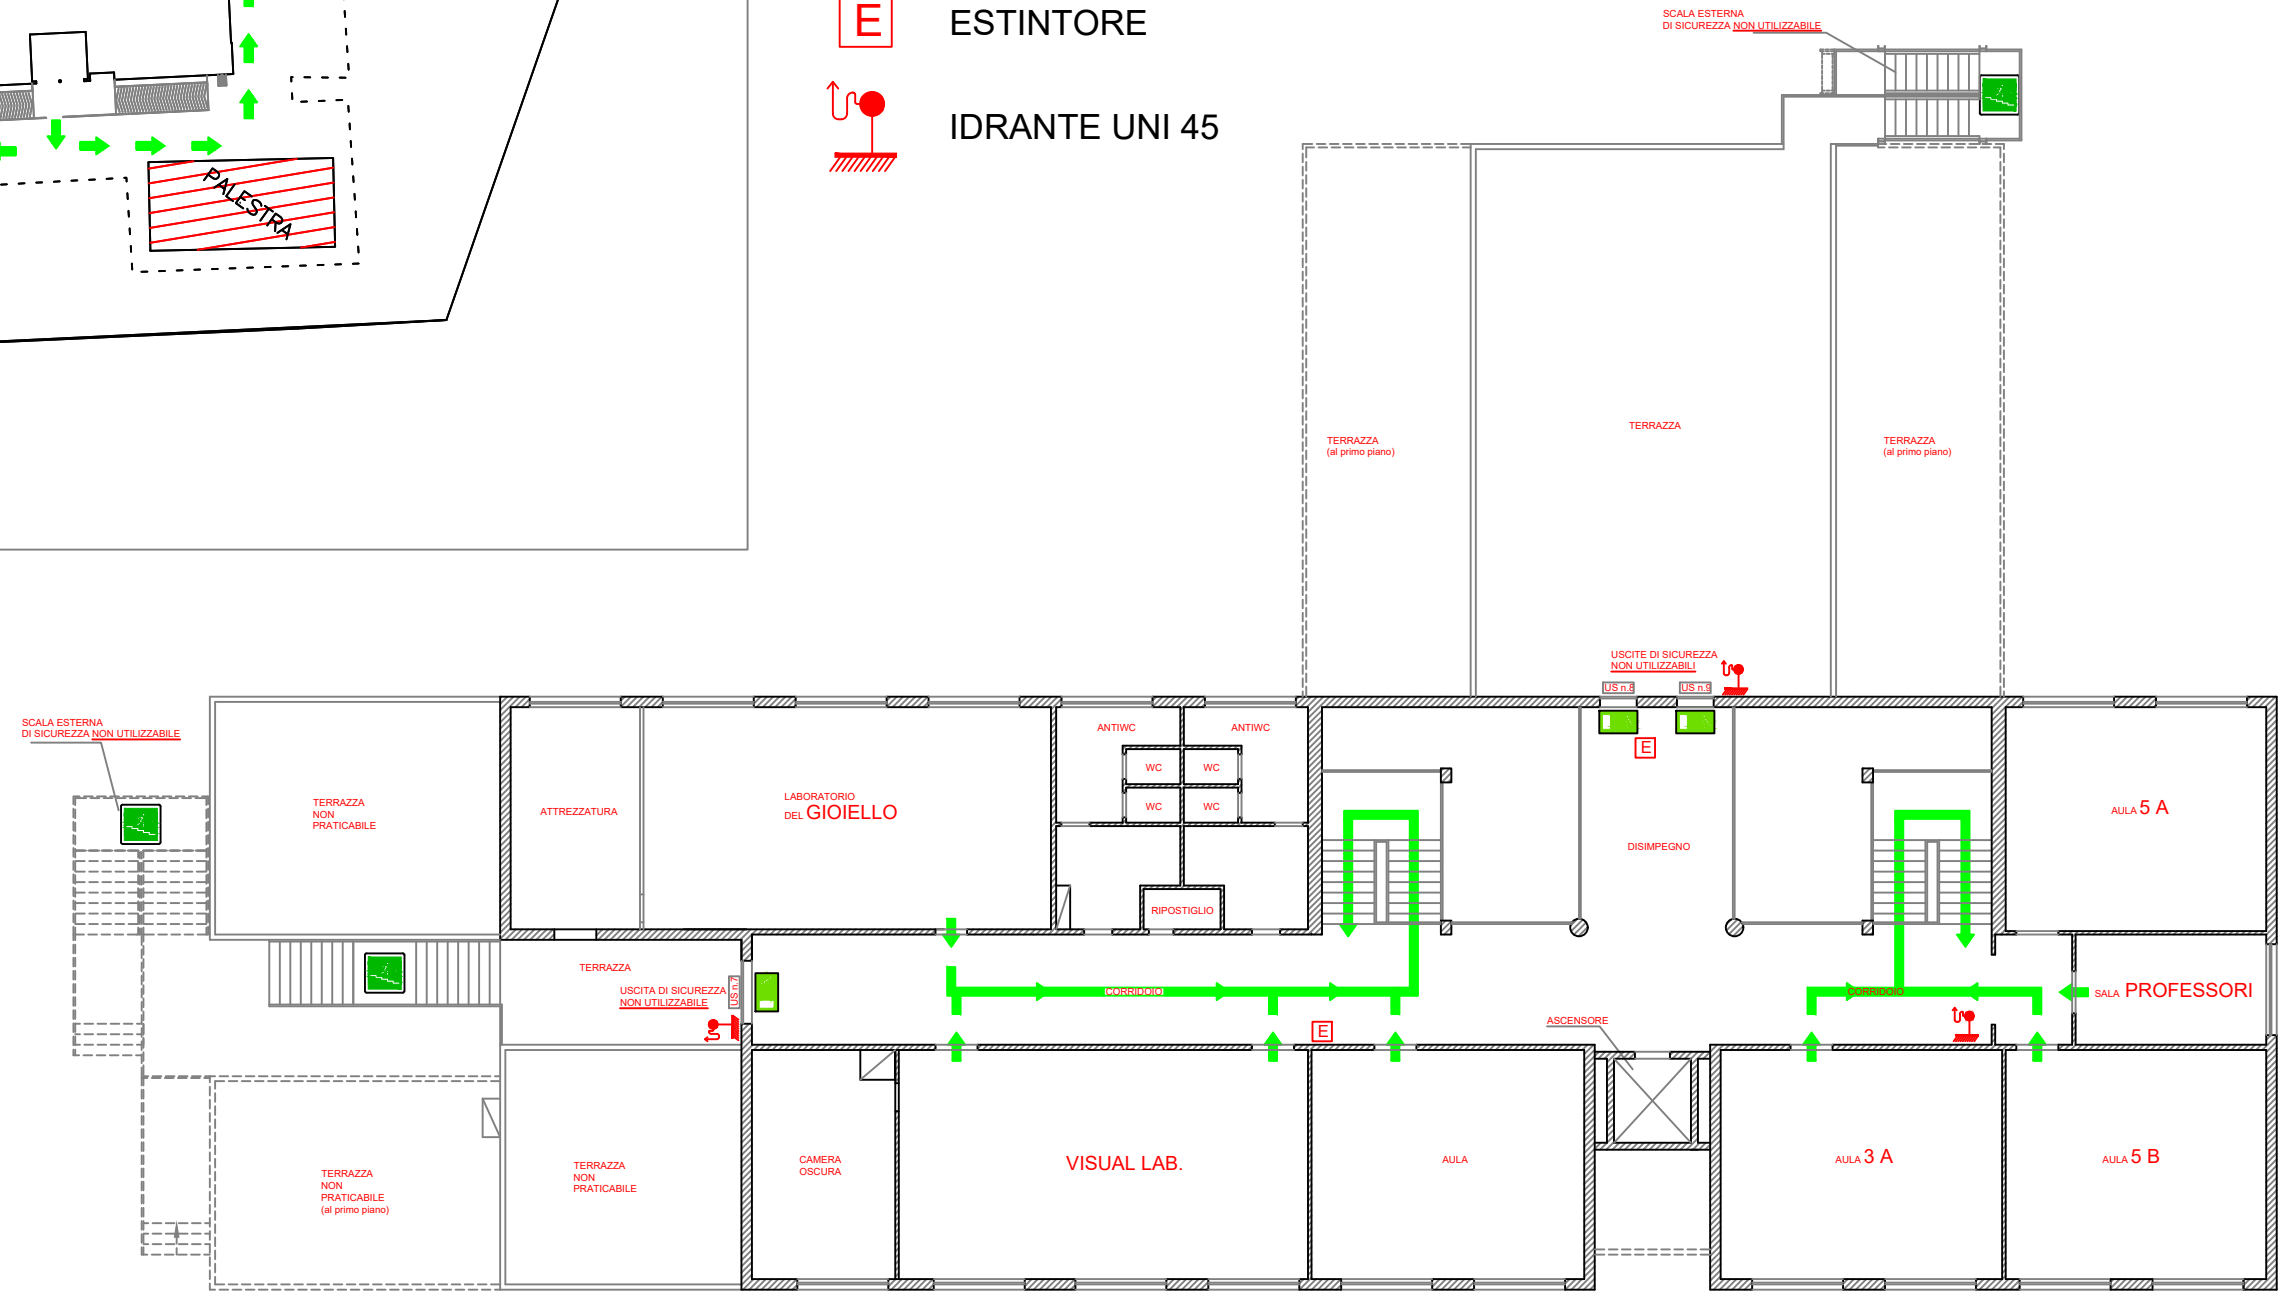 ESTINTORE
E
IDRANTE UNI 45
PALESTRA
SCALA ESTERNA
DI SICUREZZA NON UTILIZZABILE
TERRAZZA
(al primo piano)
TERRAZZA
TERRAZZA
(al primo piano)
USCITE DI SICUREZZA
NON UTILIZZABILI
US n.8
US n.9
E
SCALA ESTERNA
DI SICUREZZA NON UTILIZZABILE
TERRAZZA
NON
PRATICABILE
ATTREZZATURA
LABORATORIO
DEL GIOIELLO
ANTIWC
ANTIWC
WC
WC
WC
WC
RIPOSTIGLIO
DISIMPEGNO
AULA 5 A
TERRAZZA
USCITA DI SICUREZZA
NON UTILIZZABILE
US n.7
CORRIDOIO
E
ASCENSORE
CORRIDOIO
SALA PROFESSORI
TERRAZZA
NON
PRATICABILE
(al primo piano)
TERRAZZA
NON
PRATICABILE
CAMERA
OSCURA
VISUAL LAB.
AULA
AULA 3 A
AULA 5 B